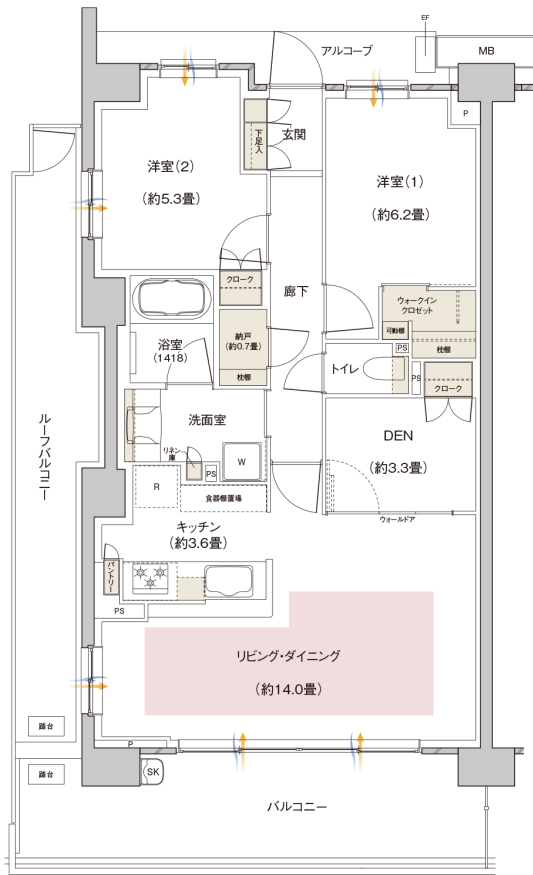 EF
アルコーブ
MB
P
下足入
玄関
洋室(2)
(約5.3畳)
洋室(1)
(約6.2畳)
クローク
廊下
ウォークイン
クロゼット
可動棚
枕棚
納戸
(約0.7畳)
枕棚
浴室
(1418)
トイレ
PS
PS
クローク
洗面室
リネン
庫
PS
W
DEN
(約3.3畳)
ルーフバルコニー
R
食器棚置場
ウォールドア
キッチン
(約3.6畳)
パントリー
PS
リビング・ダイニング
(約14.0畳)
踏台
P
踏台
SK
バルコニー